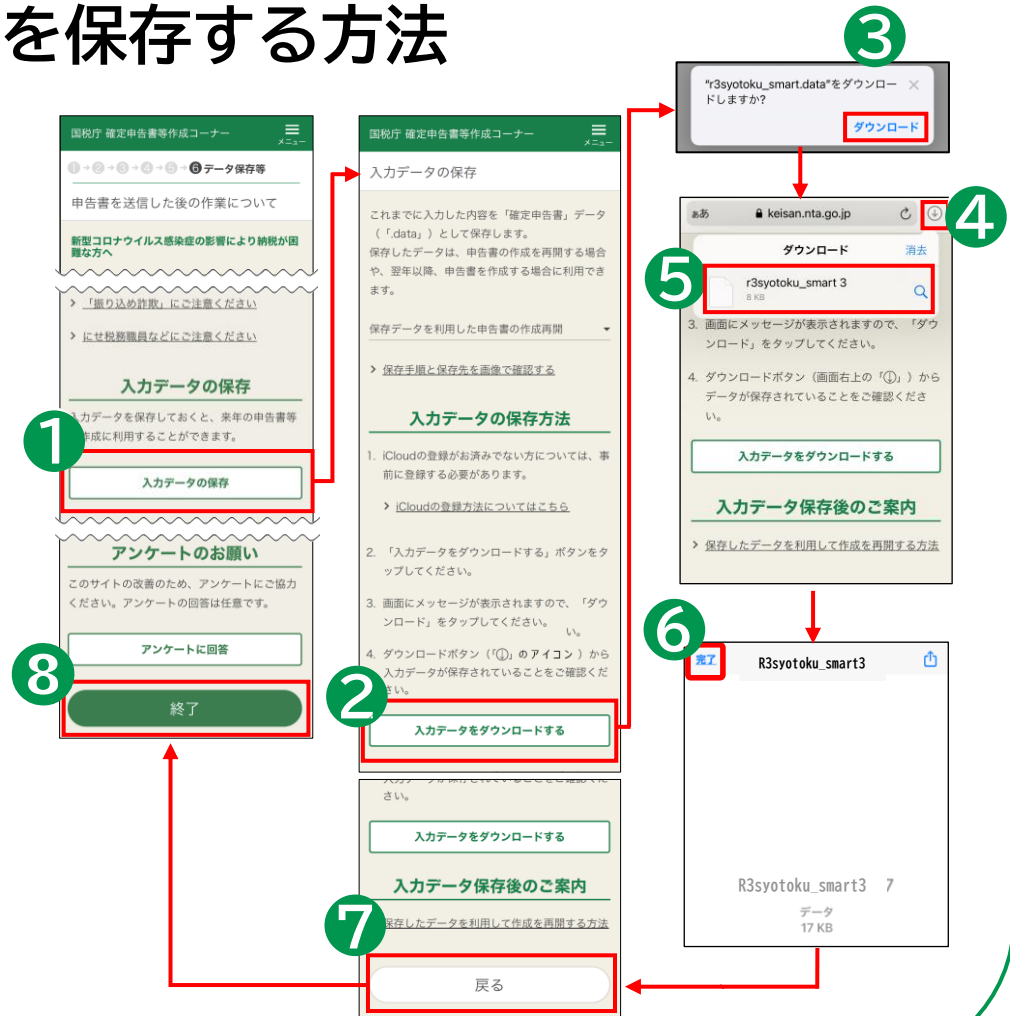 を保存する方法
1
国税庁 確定申告書等作成コーナー
メニュー
1→2→3→4→5→6 データ保存等
申告書を送信した後の作業について
新型コロナウイルス感染症の影響により納税が困
難な方へ
> 「振り込め詐欺」にご注意ください
> にせ税務職員などにご注意ください
入力データの保存
力データを保存しておくと、来年の申告書等
成に利用することができます。
入力データの保存
アンケートのお願い
このサイトの改善のため、アンケートにご協力
ください。アンケートの回答は任意です。
アンケートに回答
8
終了
国税庁 確定申告書等作成コーナー
メニュー
入力データの保存
これまでに入力した内容を「確定申告書」データ
（「.data」）として保存します。
保存したデータは、申告書の作成を再開する場合
や、翌年以降、申告書を作成する場合に利用でき
ます。
保存データを利用した申告書の作成再開
> 保存手順と保存先を画像で確認する
入力データの保存方法
1. iCloudの登録がお済みでない方については、事
前に登録する必要があります。
> iCloudの登録方法についてはこちら
2. 「入力データをダウンロードする」ボタンをタ
ップしてください。
3. 画面にメッセージが表示されますので、「ダウ
ンロード」をタップしてください。
い。
4. ダウンロードボタン（「↓」のアイコン ）から
入力データが保存されていることをご確認くだ
さい。
2
入力データをダウンロードする
さい。
入力データをダウンロードする
入力データ保存後のご案内
7
保存したデータを利用して作成を再開する方法
戻る
3
"r3syotoku_smart.data"をダウンロー ×
ドしますか?
ダウンロード
4
ああ keisan.nta.go.jp
ダウンロード 消去
5
r3syotoku_smart 3
8 KB
3. 画面にメッセージが表示されますので、「ダウ
ンロード」をタップしてください。
4. ダウンロードボタン（画面右上の「↓」）から
データが保存されていることをご確認くださ
い。
入力データをダウンロードする
入力データ保存後のご案内
> 保存したデータを利用して作成を再開する方法
6
完了 R3syotoku_smart3
R3syotoku_smart3 7
データ
17 KB